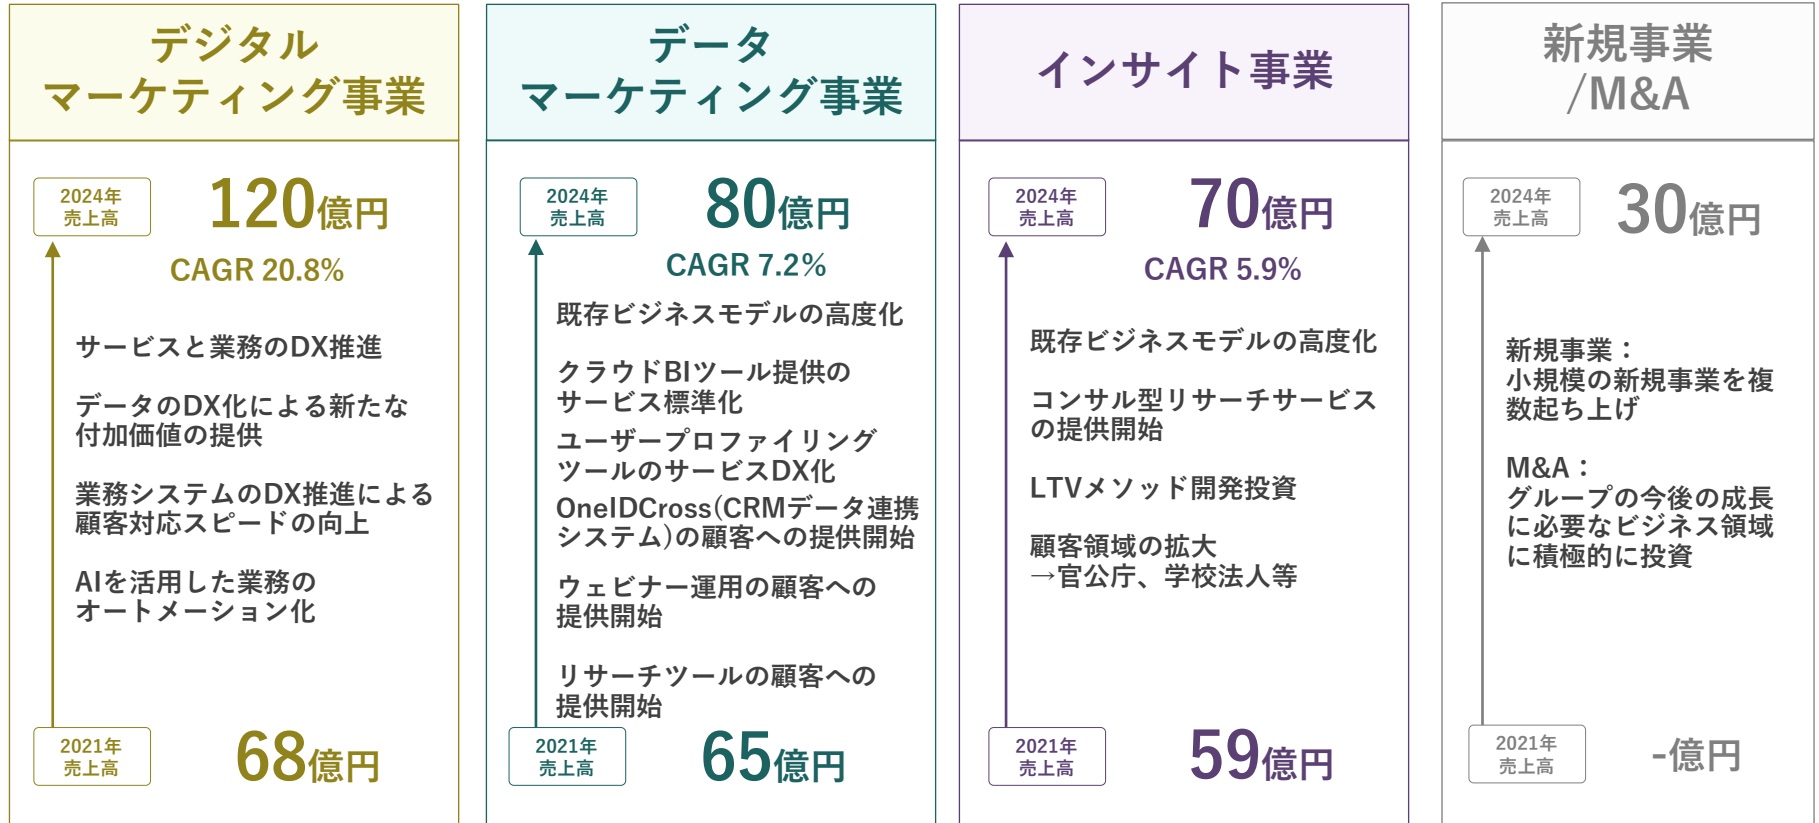 デジタル
マーケティング事業
2024年
売上高
120億円
CAGR 20.8%
サービスと業務のDX推進
データのDX化による新たな
付加価値の提供
業務システムのDX推進による
顧客対応スピードの向上
AIを活用した業務の
オートメーション化
2021年
売上高
68億円
データ
マーケティング事業
2024年
売上高
80億円
CAGR 7.2%
既存ビジネスモデルの高度化
クラウドBIツール提供の
サービス標準化
ユーザープロファイリング
ツールのサービスDX化
OneIDCross(CRMデータ連携
システム)の顧客への提供開始
ウェビナー運用の顧客への
提供開始
リサーチツールの顧客への
提供開始
2021年
売上高
65億円
インサイト事業
2024年
売上高
70億円
CAGR 5.9%
既存ビジネスモデルの高度化
コンサル型リサーチサービス
の提供開始
LTVメソッド開発投資
顧客領域の拡大
→官公庁、学校法人等
2021年
売上高
59億円
新規事業
/M&A
2024年
売上高
30億円
新規事業：
小規模の新規事業を複
数起ち上げ
M&A：
グループの今後の成長
に必要なビジネス領域
に積極的に投資
2021年
売上高
-億円